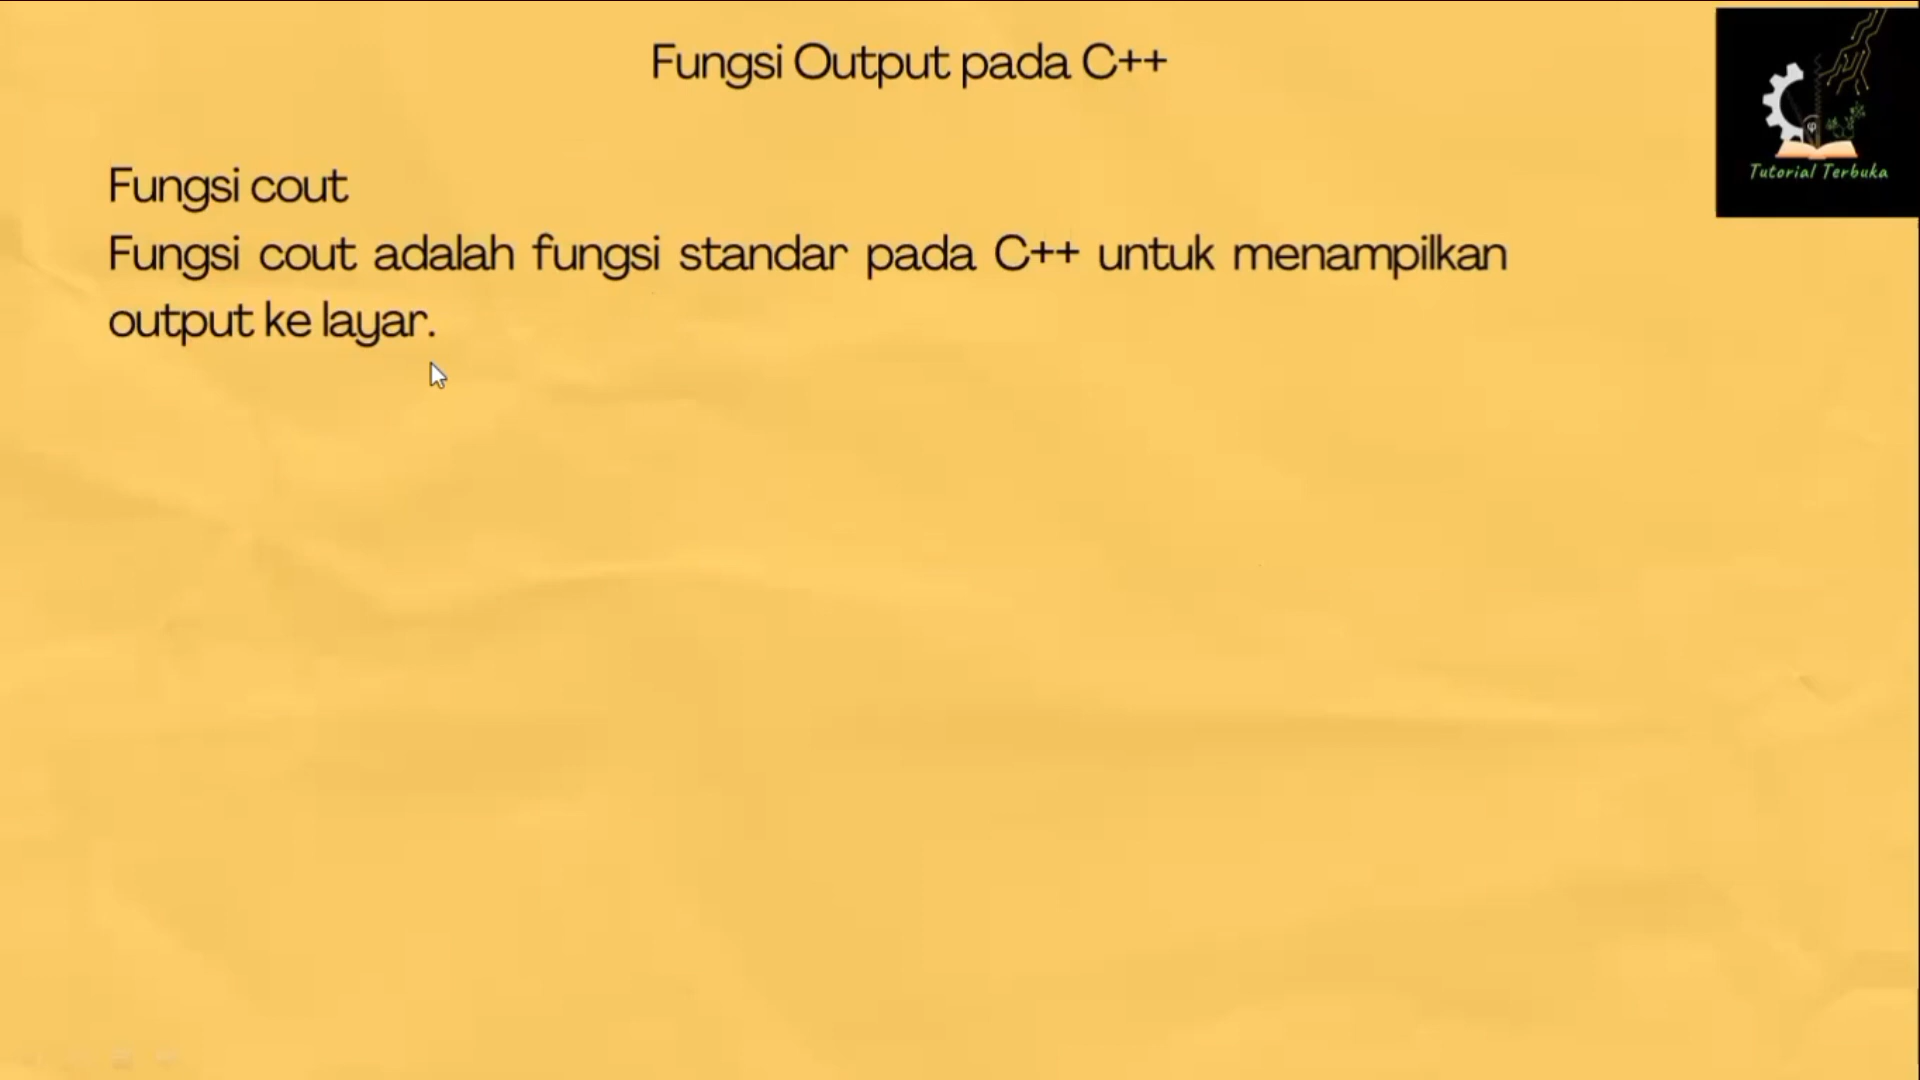 Fungsi Output pada C++
Tutorial Terbuka
Fungsi cout
Fungsi cout adalah fungsi standar pada C++ untuk menampilkan
output ke layar.